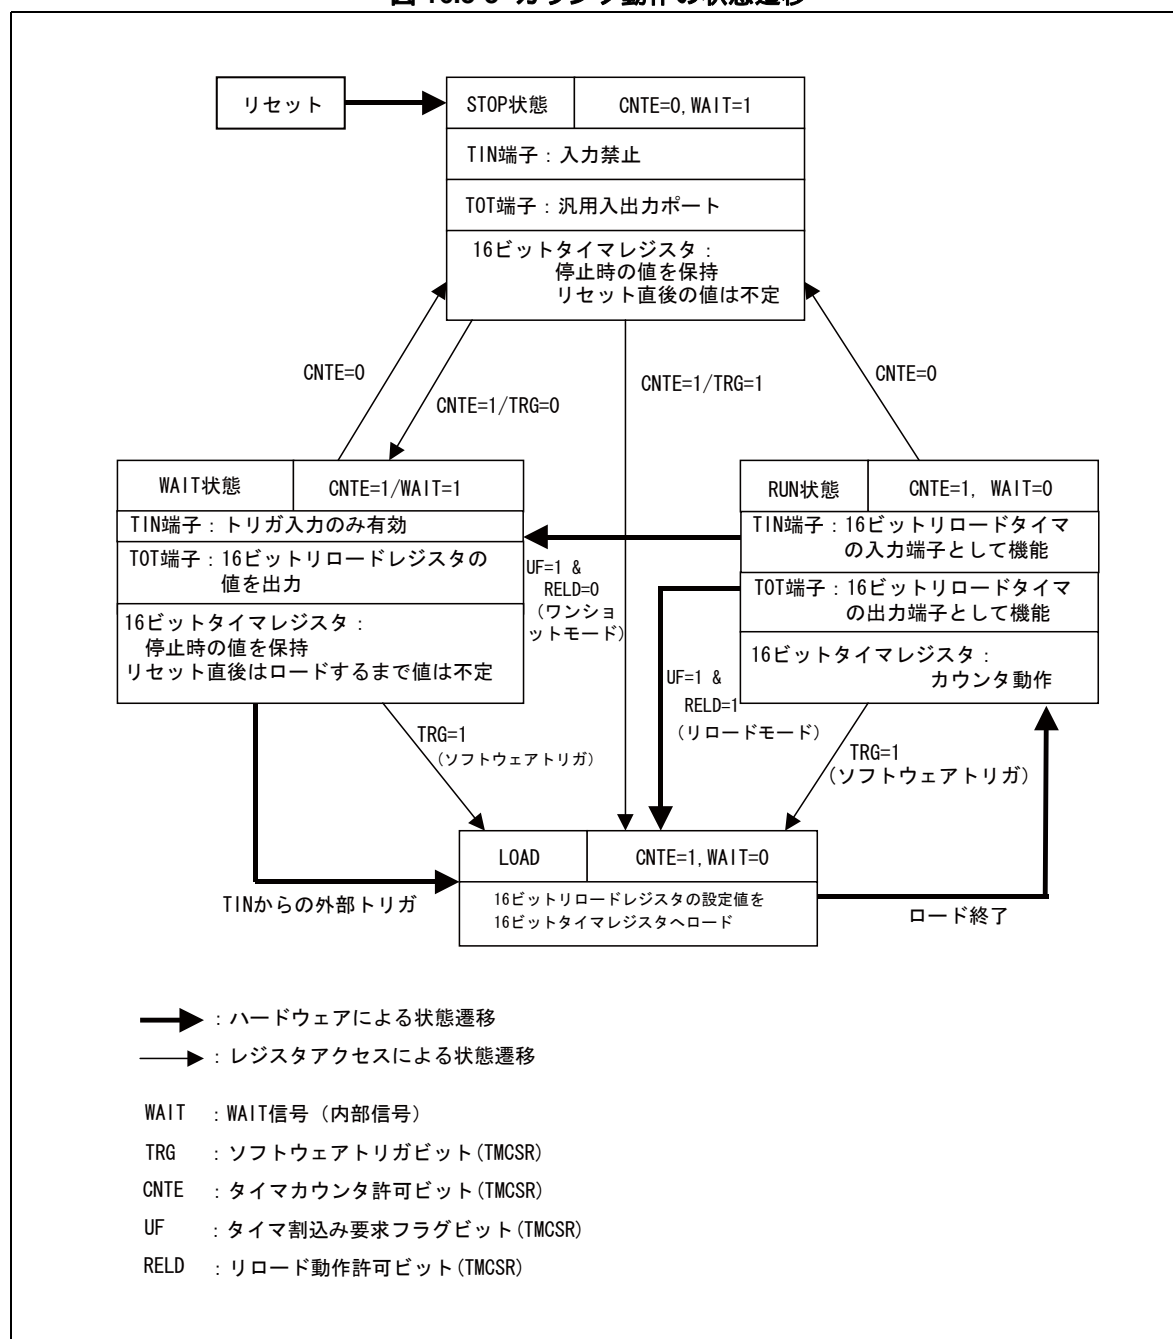 リセット
STOP状態
CNTE=0, WAIT=1
TIN端子：入力禁止
TOT端子：汎用入出力ポート
16ビットタイマレジスタ：
停止時の値を保持
リセット直後の値は不定
CNTE=0
CNTE=1/TRG=0
CNTE=1/TRG=1
CNTE=0
WAIT状態
CNTE=1/WAIT=1
TIN端子：トリガ入力のみ有効
TOT端子：16ビットリロードレジスタの
値を出力
16ビットタイマレジスタ：
停止時の値を保持
リセット直後はロードするまで値は不定
RUN状態
CNTE=1, WAIT=0
TIN端子：16ビットリロードタイマ
の入力端子として機能
TOT端子：16ビットリロードタイマ
の出力端子として機能
16ビットタイマレジスタ：
カウンタ動作
UF=1 &
RELD=0
（ワンショ
ットモード）
UF=1 &
RELD=1
（リロードモード）
TRG=1
（ソフトウェアトリガ）
TRG=1
（ソフトウェアトリガ）
LOAD
CNTE=1, WAIT=0
16ビットリロードレジスタの設定値を
16ビットタイマレジスタへロード
TINからの外部トリガ
ロード終了
：ハードウェアによる状態遷移
：レジスタアクセスによる状態遷移
WAIT ：WAIT信号（内部信号）
TRG ：ソフトウェアトリガビット(TMCSR)
CNTE ：タイマカウンタ許可ビット(TMCSR)
UF ：タイマ割込み要求フラグビット(TMCSR)
RELD ：リロード動作許可ビット(TMCSR)